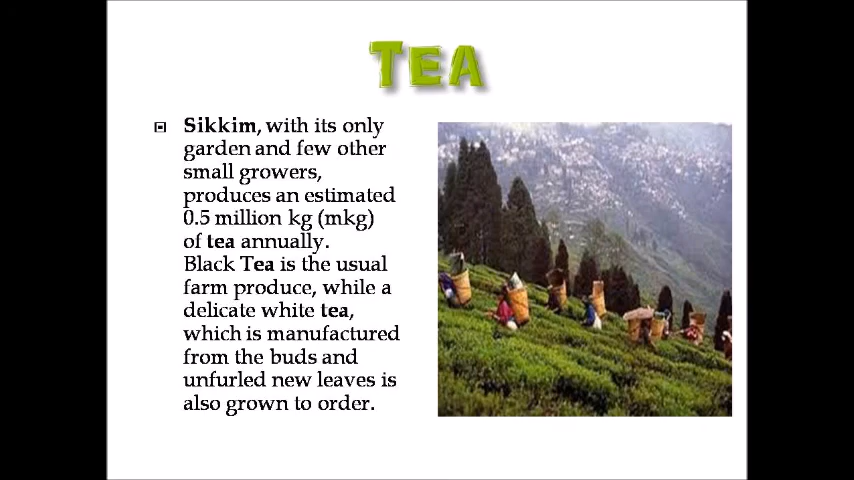 TEA
Sikkim, with its only
garden and few other
small growers,
produces an estimated
0.5 million kg (mkg)
of tea annually.
Black Tea is the usual
farm produce, while a
delicate white tea,
which is manufactured
from the buds and
unfurled new leaves is
also grown to order.